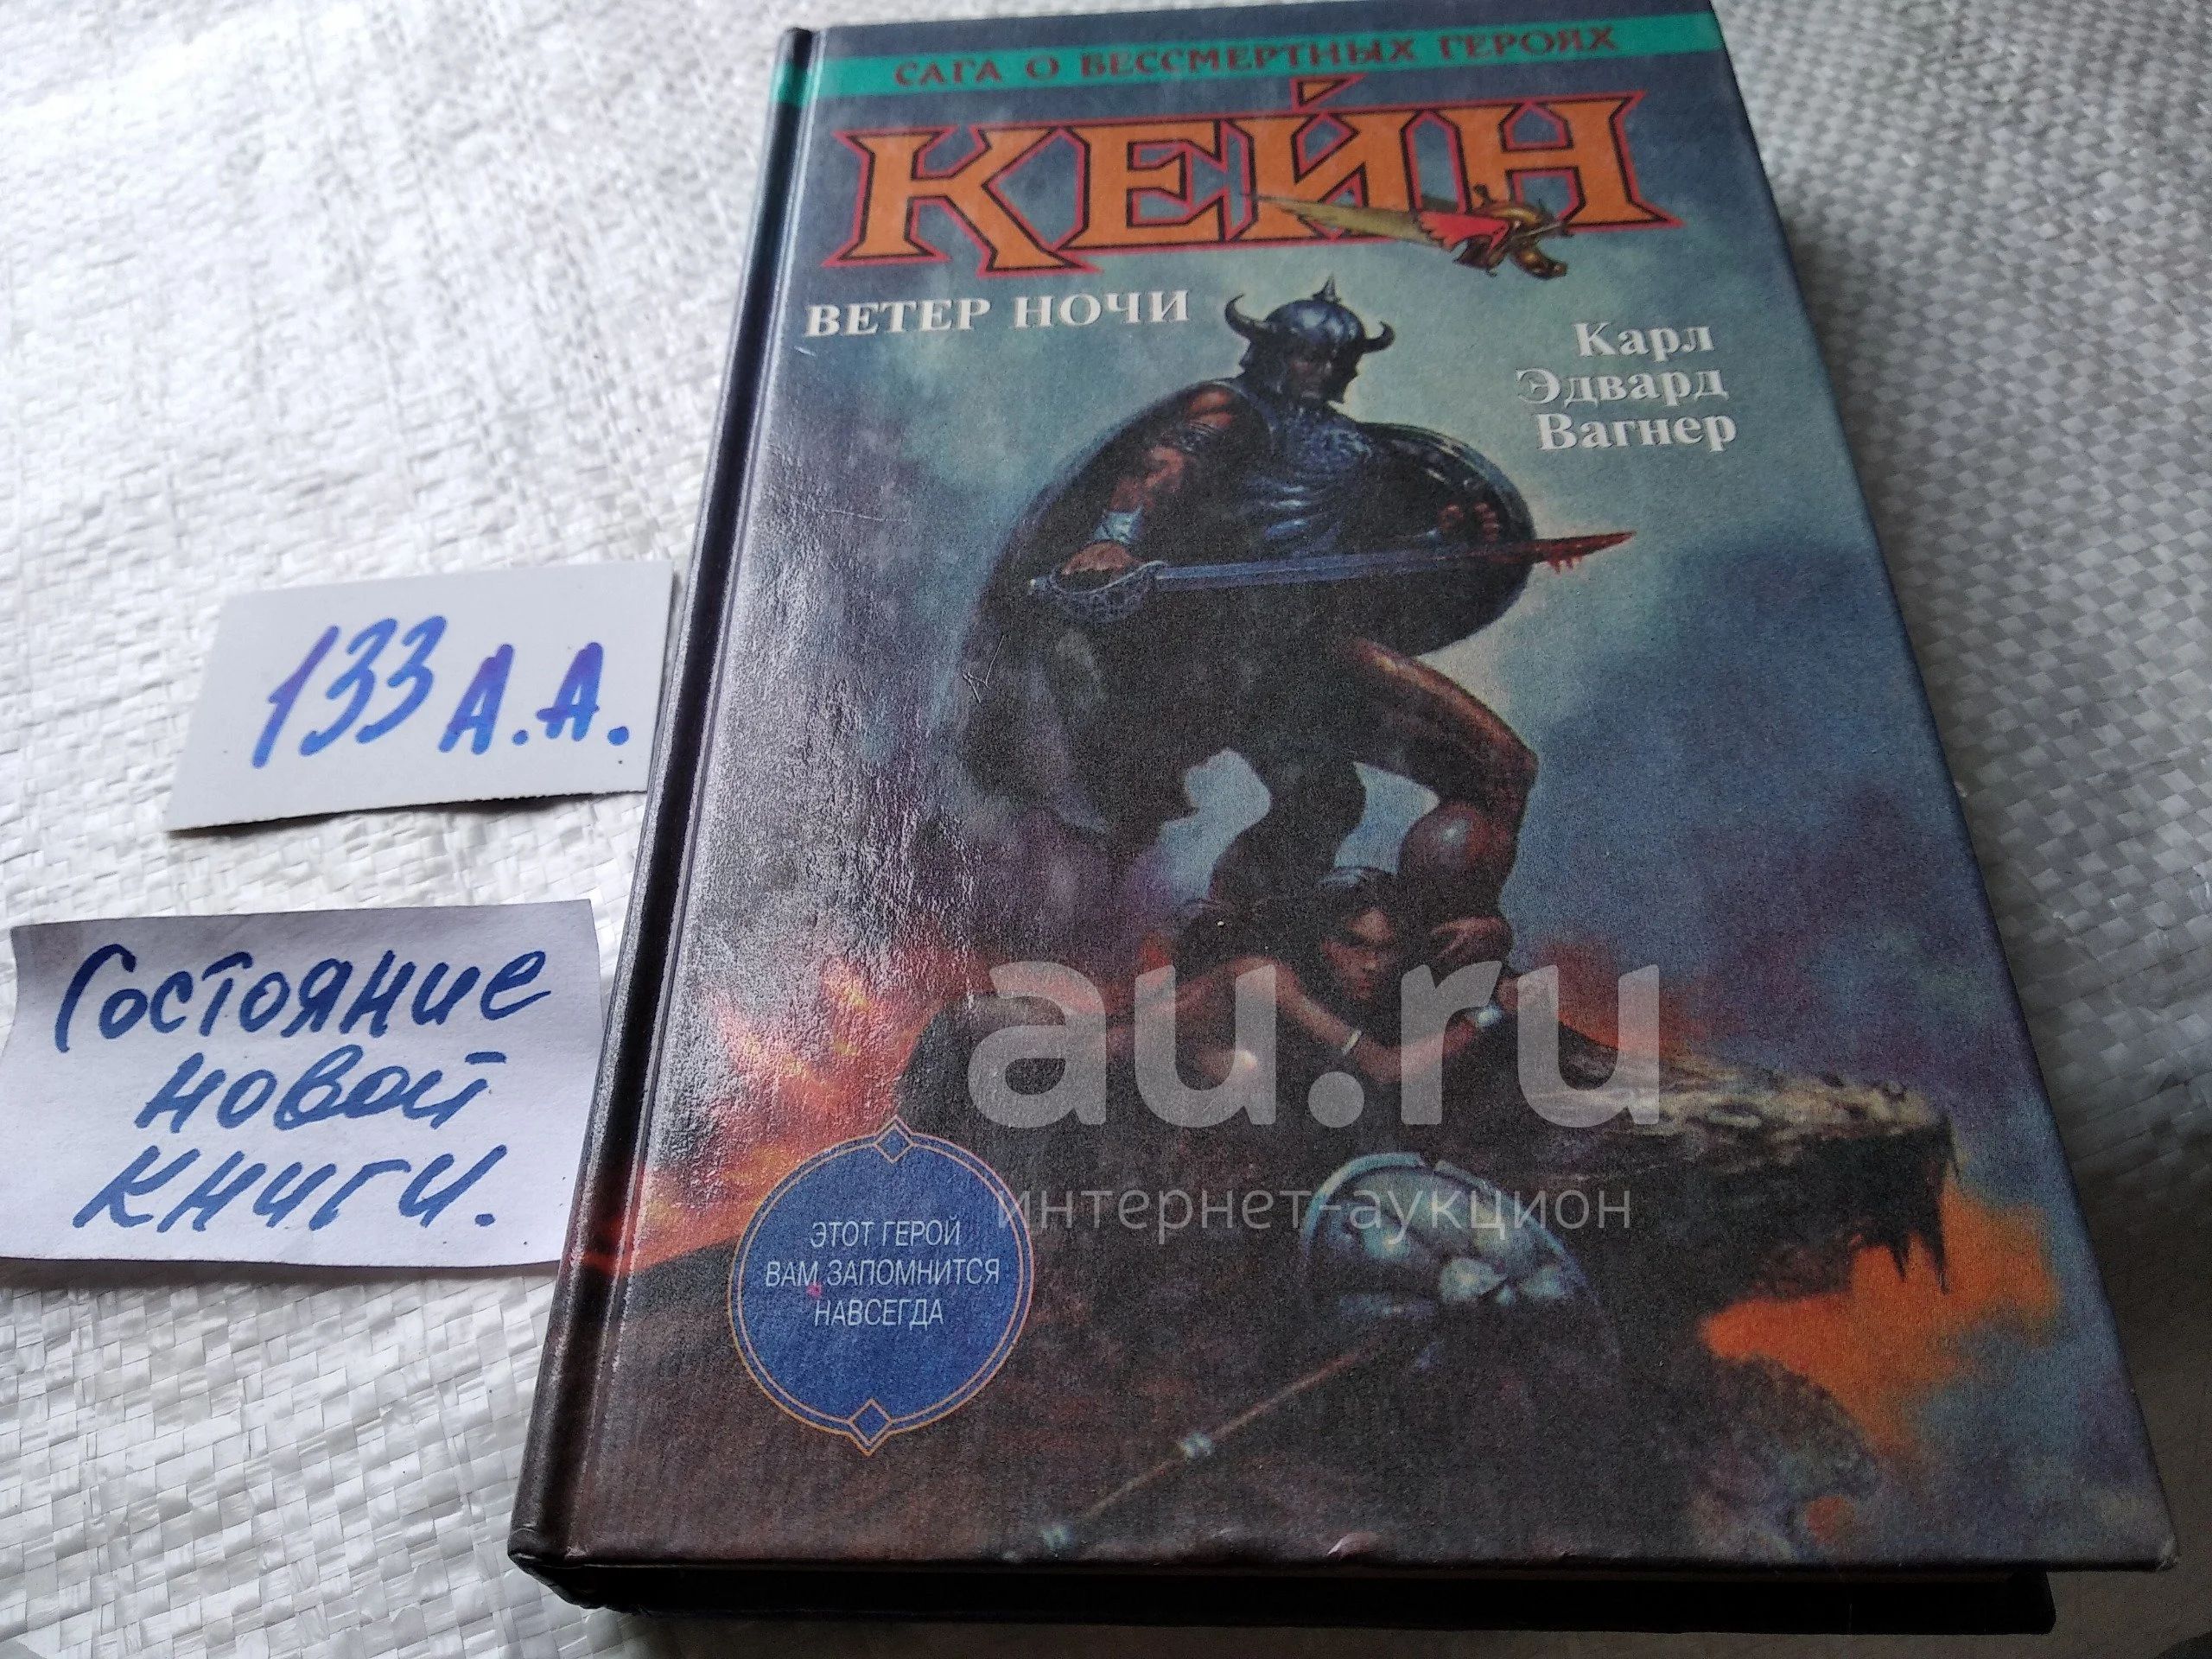 САГА О БЕССМЕРТНЫХ ГЕРОЯХ
КЕЙН
ВЕТЕР НОЧИ
Карл
Эдвард
Вагнер
133 А.А.
Состояние
новой
книги.
au.ru
интернет-аукцион
ЭТОТ ГЕРОЙ
ВАМ ЗАПОМНИТСЯ
НАВСЕГДА